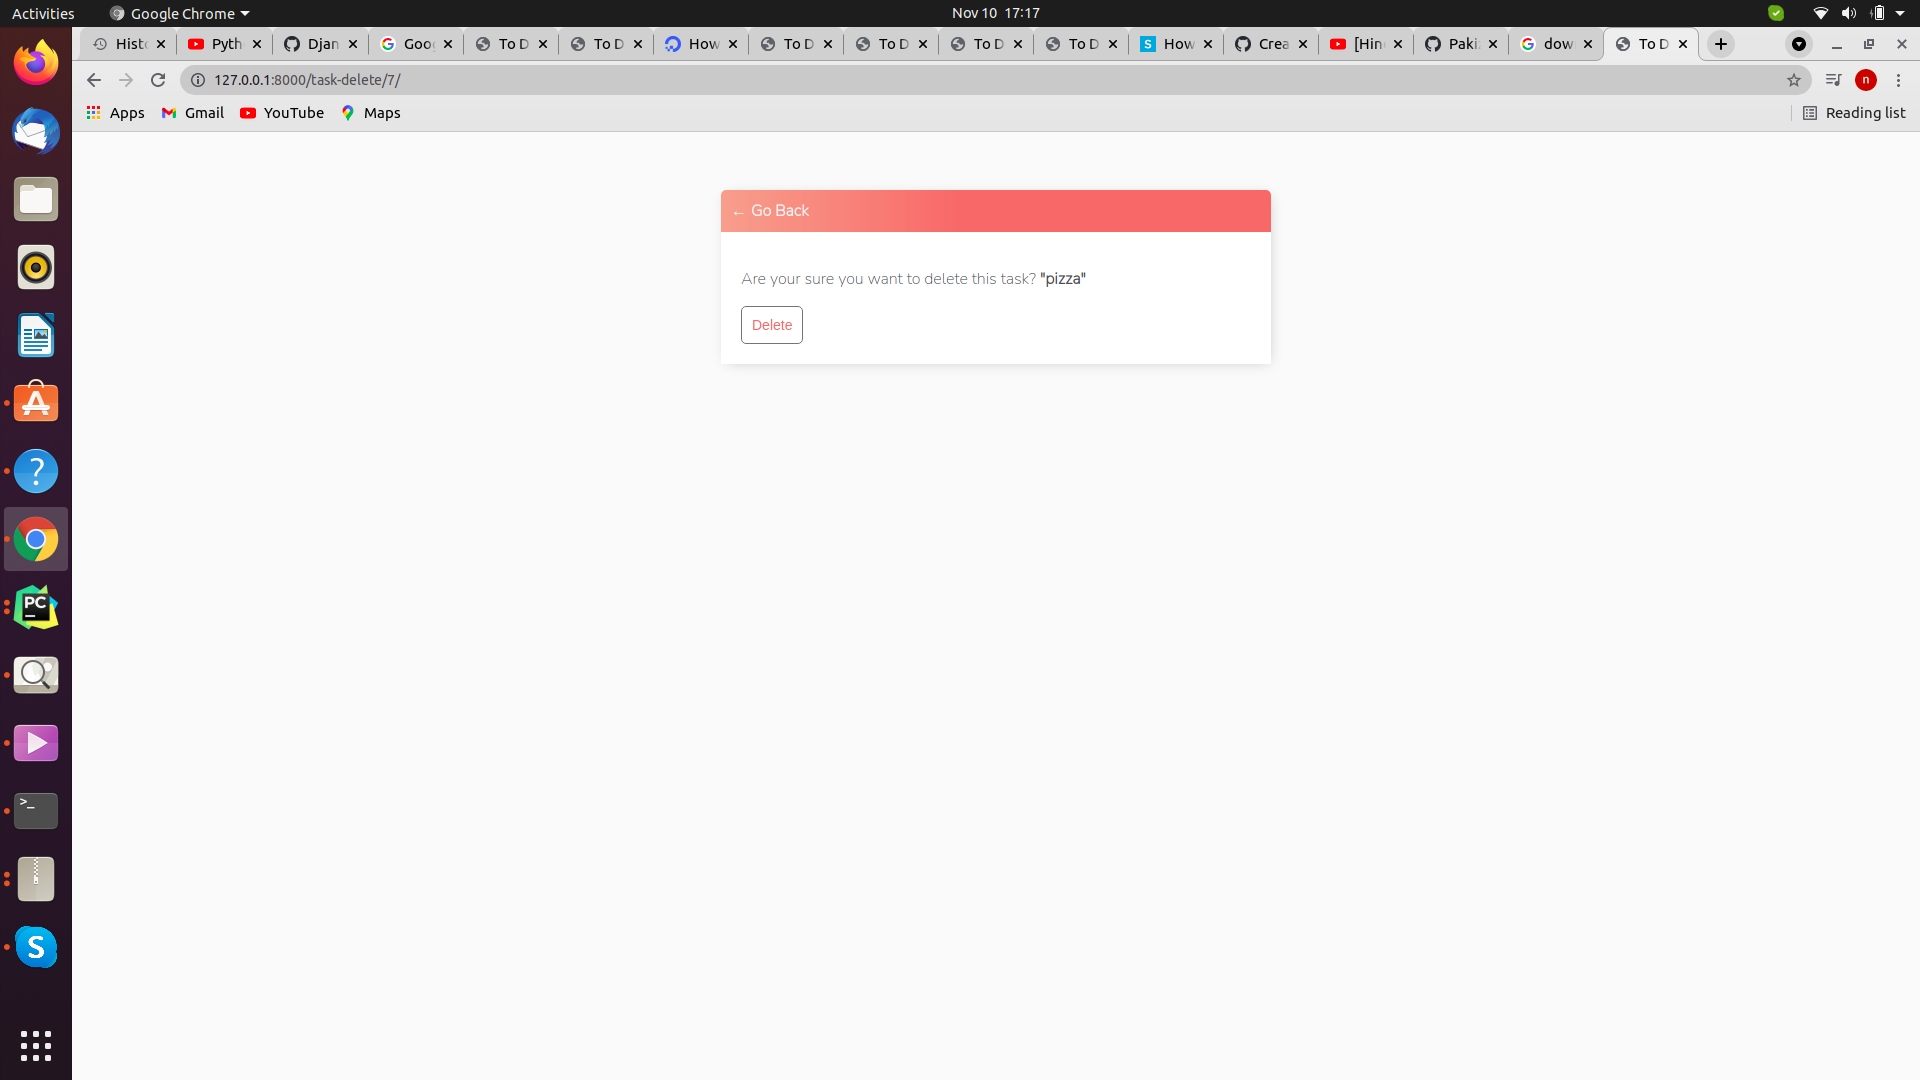 Activities Google Chrome Nov 10 17:17
Histo Pyth Djan Goog To D To D How To D To D To D To D How Crea [Hin Paki dow To D
127.0.0.1:8000/task-delete/7/ n
Apps Gmail YouTube Maps Reading list
← Go Back
Are your sure you want to delete this task? "pizza"
Delete
PC
>_
S